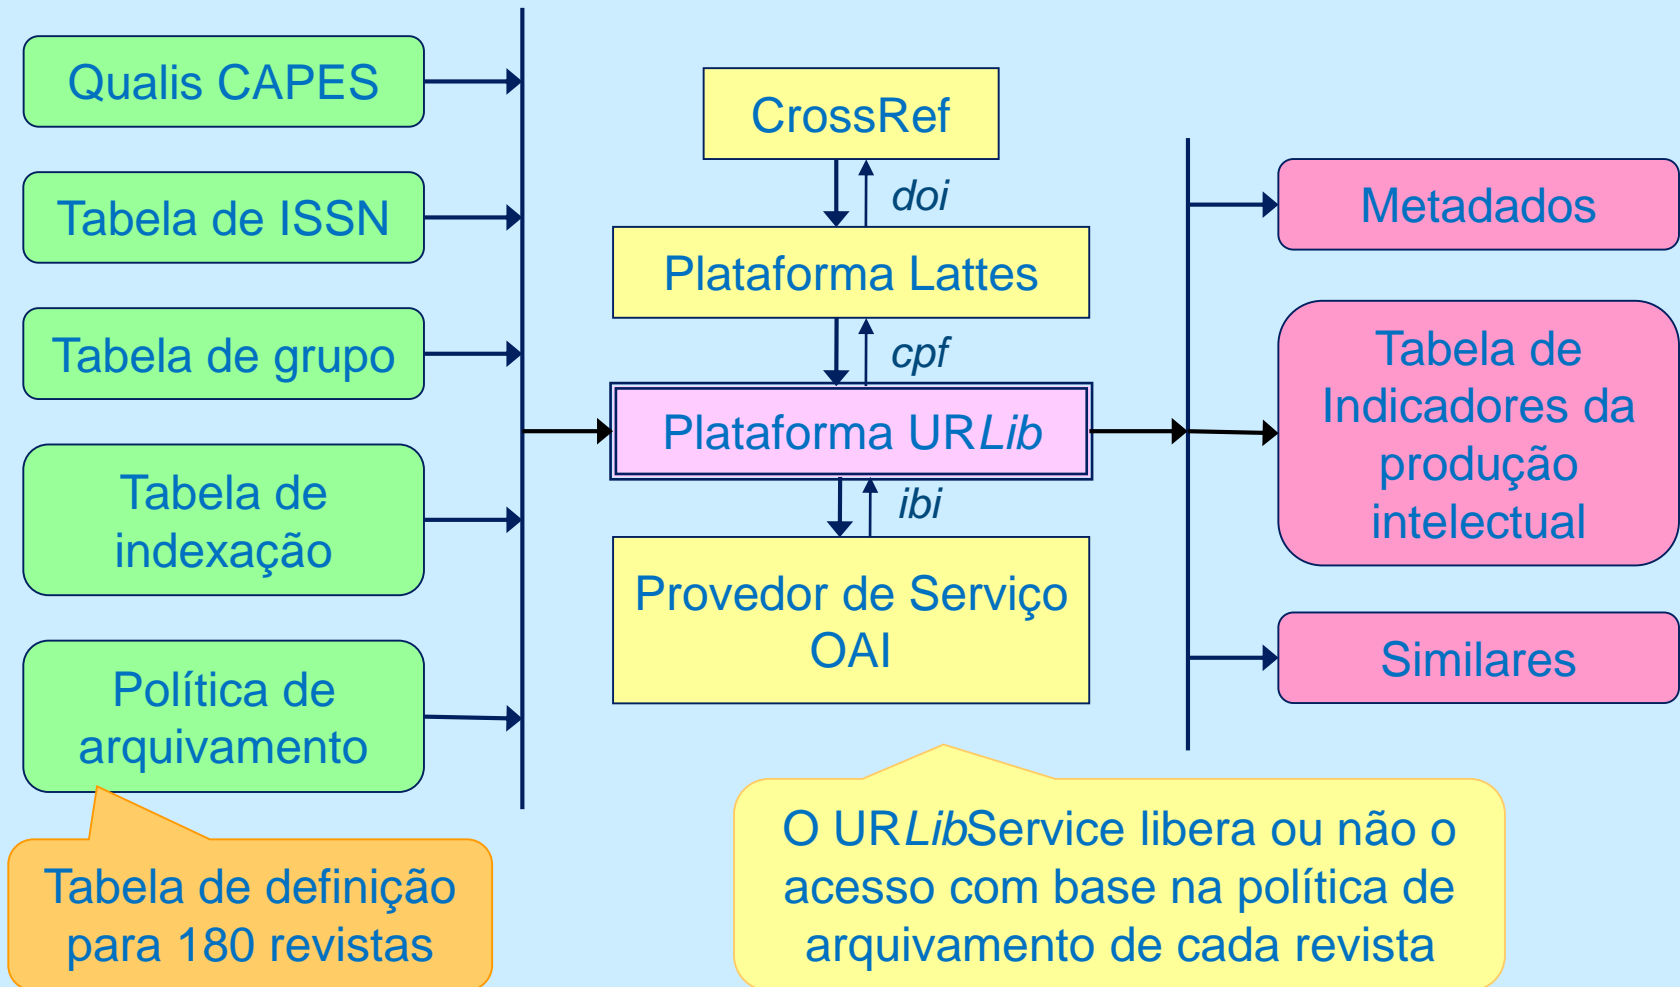 Qualis CAPES
Tabela de ISSN
Tabela de grupo
Tabela de
indexação
Política de
arquivamento
Tabela de definição
para 180 revistas
CrossRef
doi
Plataforma Lattes
cpf
Plataforma URLib
ibi
Provedor de Serviço
OAI
O URLibService libera ou não o
acesso com base na política de
arquivamento de cada revista
Metadados
Tabela de
Indicadores da
produção
intelectual
Similares